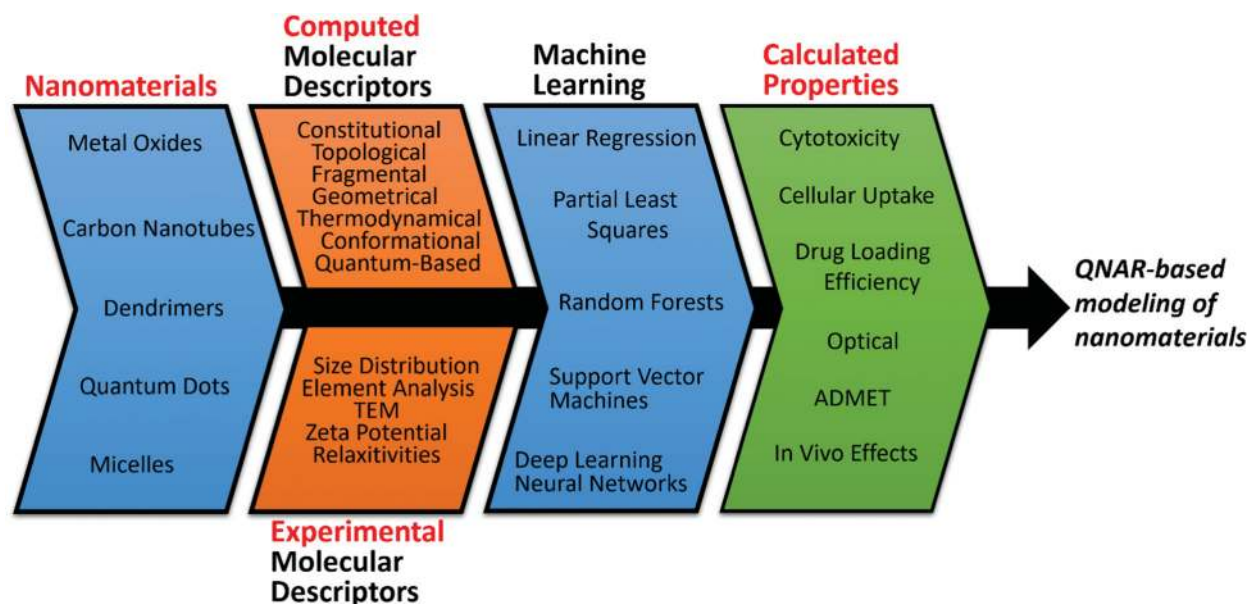 Nanomaterials
Metal Oxides
Carbon Nanotubes
Dendrimers
Quantum Dots
Micelles
Computed
Molecular
Descriptors
Constitutional
Topological
Fragmental
Geometrical
Thermodynamical
Conformational
Quantum-Based
Size Distribution
Element Analysis
TEM
Zeta Potential
Relaxitivities
Experimental
Molecular
Descriptors
Machine
Learning
Linear Regression
Partial Least
Squares
Random Forests
Support Vector
Machines
Deep Learning
Neural Networks
Calculated
Properties
Cytotoxicity
Cellular Uptake
Drug Loading
Efficiency
Optical
ADMET
In Vivo Effects
QNAR-based
modeling of
nanomaterials